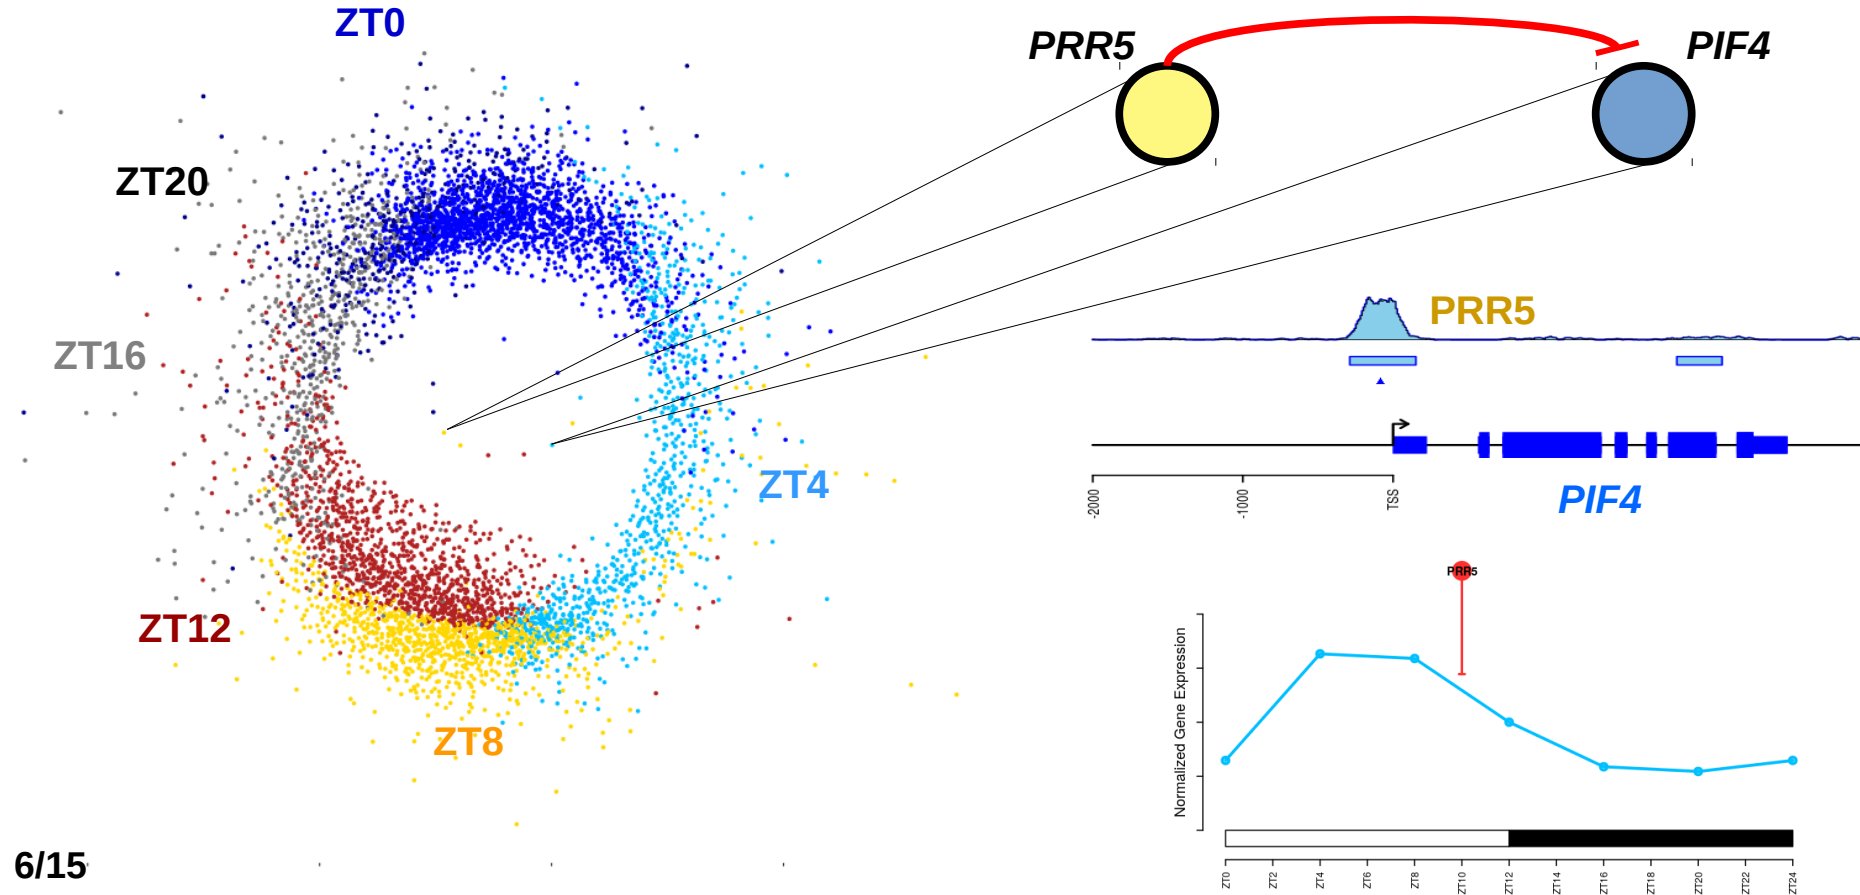 ZT0
ZT20
ZT16
ZT4
ZT12
ZT8
6/15
PRR5
PIF4
PRR5
-2000
-1000
TSS
PIF4
PRR5
Normalized Gene Expression
ZT0
ZT2
ZT4
ZT6
ZT8
ZT10
ZT12
ZT14
ZT16
ZT18
ZT20
ZT22
ZT24